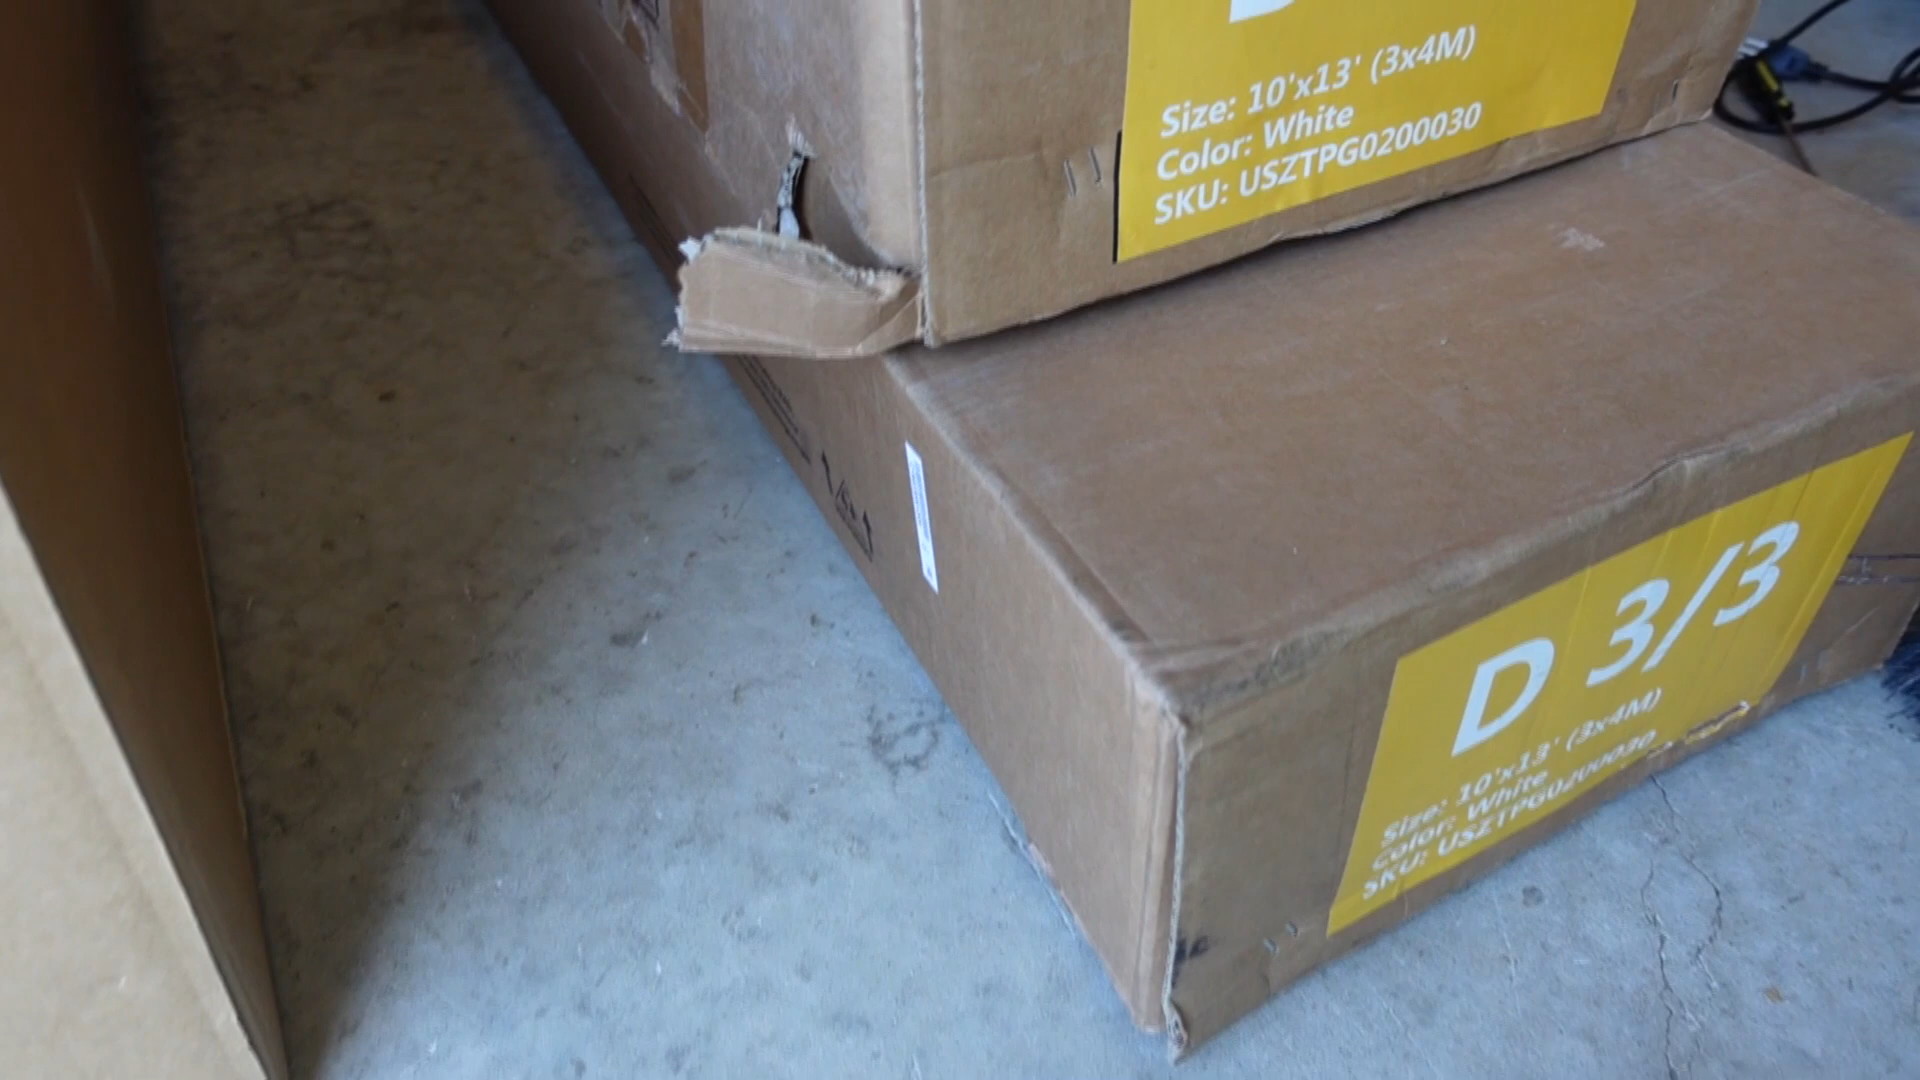 Size: 10'x13' (3x4M)
Color: White
SKU: USZTPG0200030
D 3/3
Size: 10'x13' (3x4M)
Color: White
SKU: USZTPG0200030